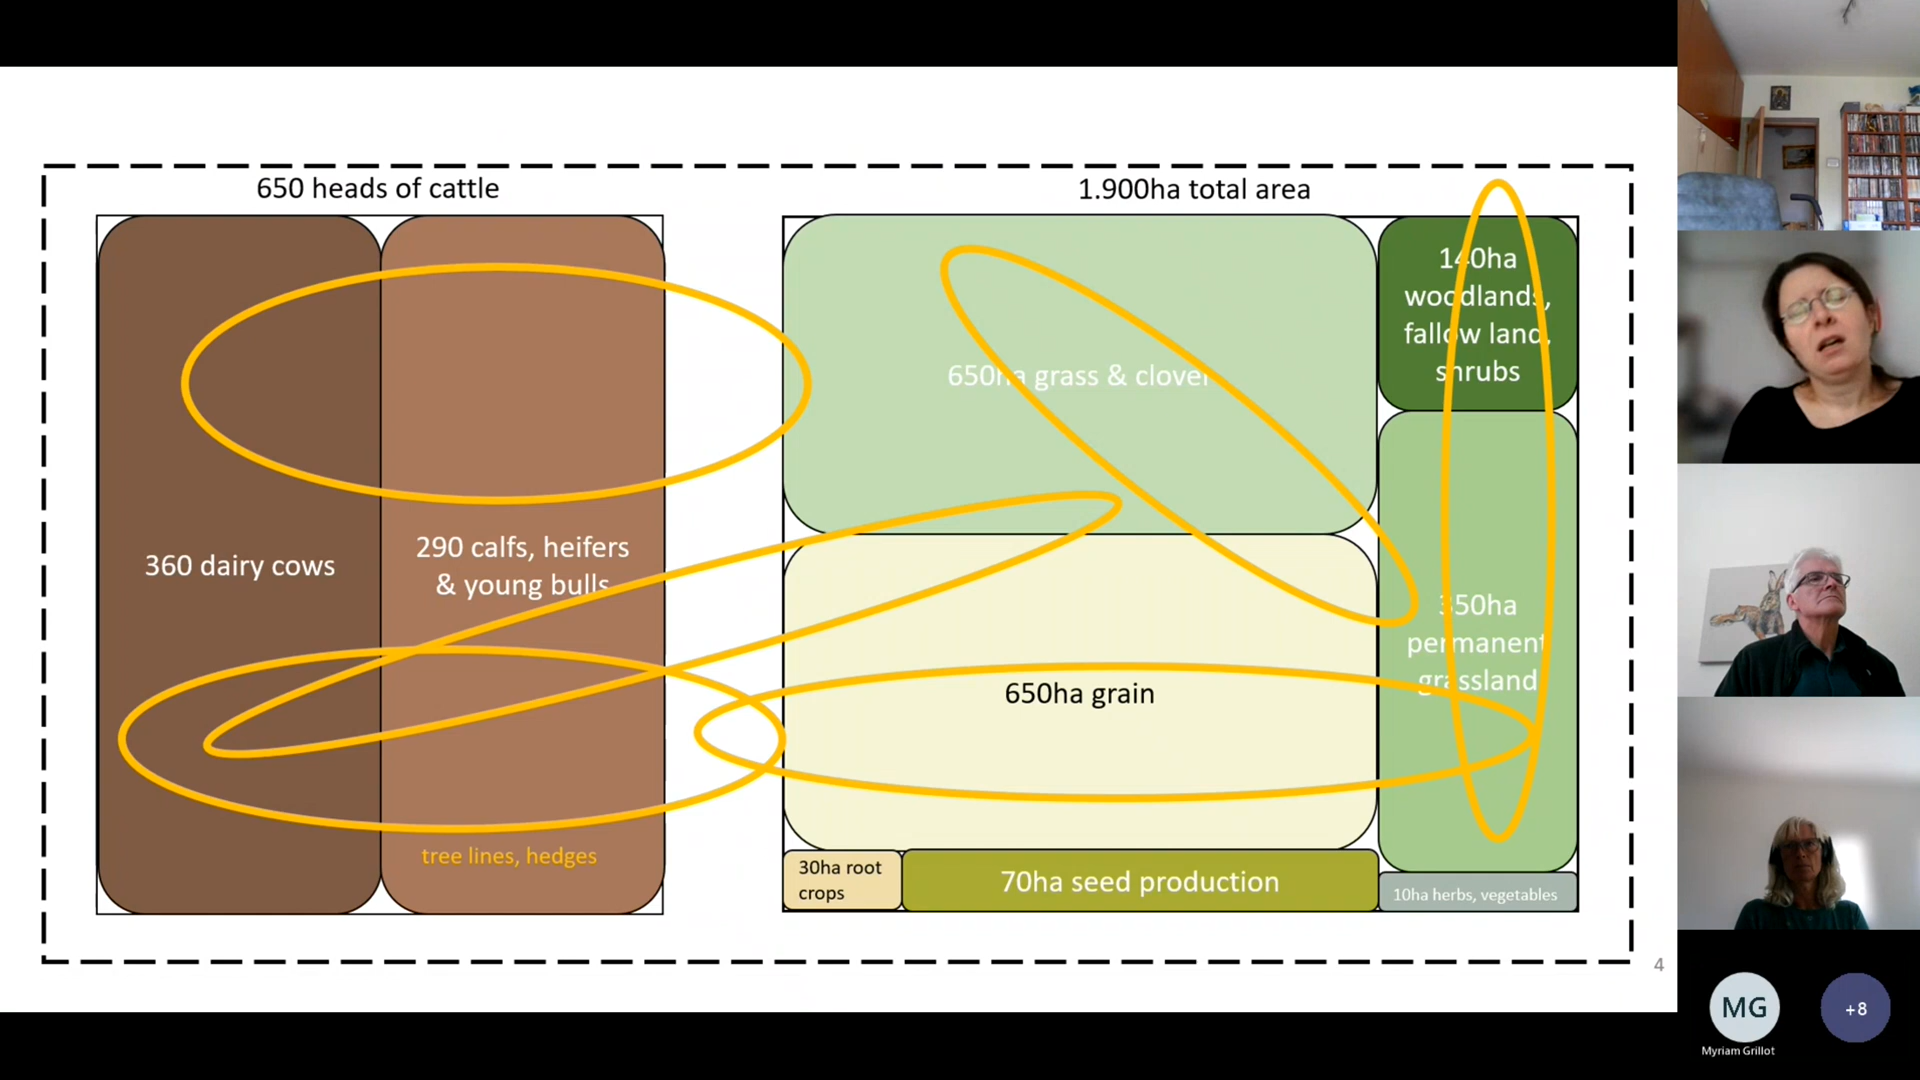 650 heads of cattle
1.900ha total area
360 dairy cows
290 calfs, heifers
& young bulls
tree lines, hedges
650ha grass & clover
140ha
woodlands,
fallow land,
shrubs
350ha
permanent
grassland
650ha grain
30ha root
crops
70ha seed production
10ha herbs, vegetables
4
MG
Myriam Grillot
+8